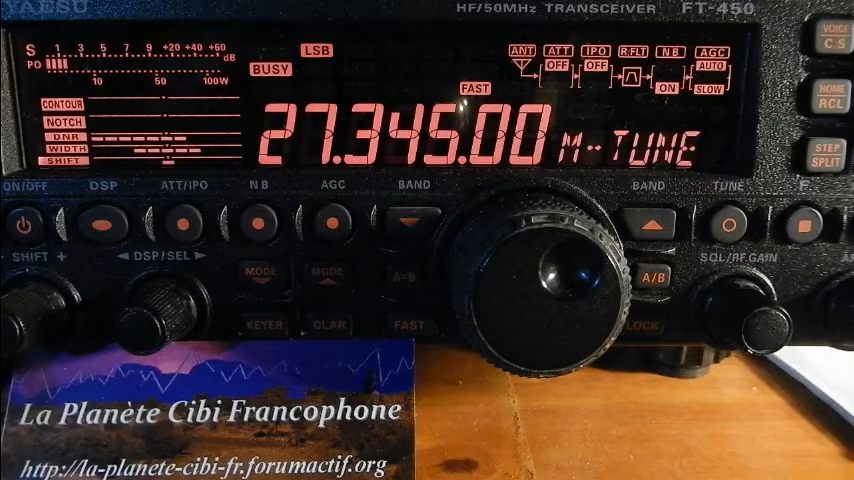 YAESU
HF/50MHz TRANSCEIVER FT-450
S 1 3 5 7 9 +20 +40 +60 dB
PO
10 50 100W
BUSY
LSB
FAST
ANT ATT IPO R.FLT NB AGC
OFF OFF AUTO
ON SLOW
CONTOUR
NOTCH
DNR
WIDTH
SHIFT
27.345.00 M-TUNE
VOICE
C.S
HOME
RCL
STEP
SPLIT
ON/OFF DSP ATT/IPO NB AGC BAND BAND TUNE F
SHIFT + ◄ DSP/SEL ► MODE MODE A=B A/B SQL/RF.GAIN AF
KEYER CLAR FAST LOCK
La Planète Cibi Francophone
http://la-planete-cibi-fr.forumactif.org